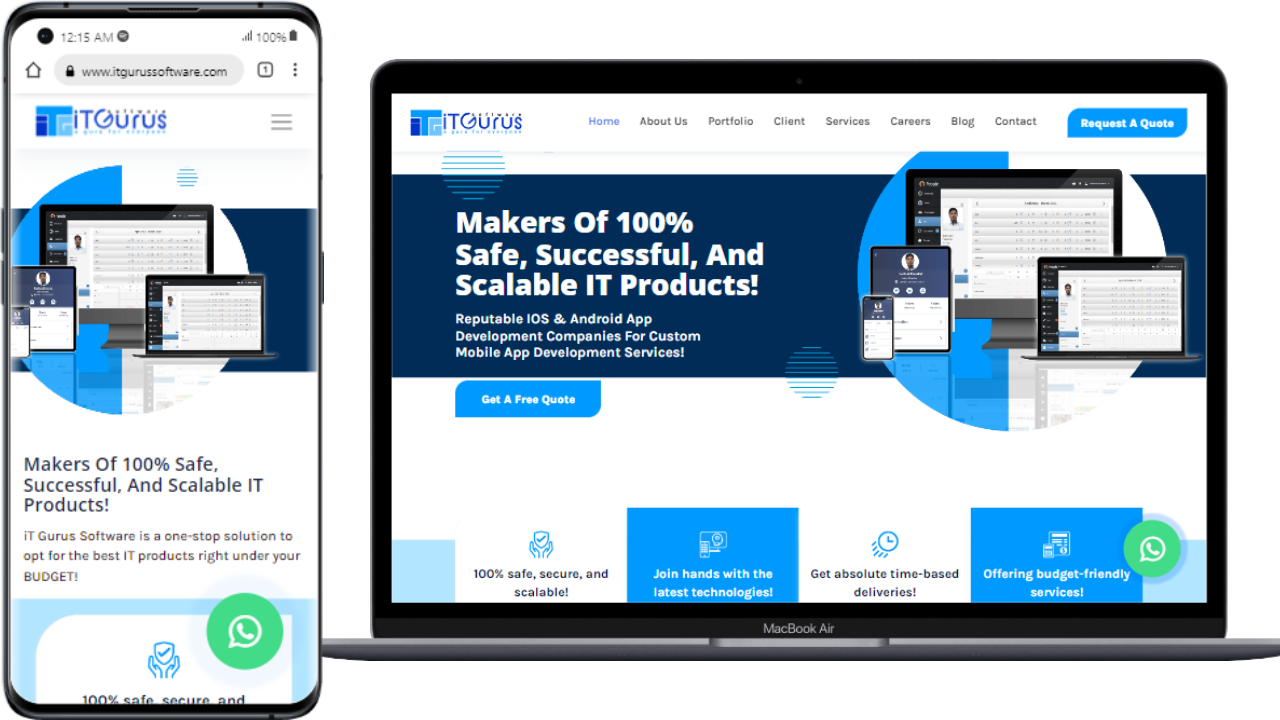 12:15 AM
100%
www.itgurussoftware.com
1
iTGurus
software
a guru for everyone
Makers Of 100% Safe,
Successful, And Scalable IT
Products!
iT Gurus Software is a one-stop solution to
opt for the best IT products right under your
BUDGET!
100% safe, secure, and
iTGurus
software
a guru for everyone
Home About Us Portfolio Client Services Careers Blog Contact
Request A Quote
Makers Of 100%
Safe, Successful, And
Scalable IT Products!
Reputable IOS & Android App
Development Companies For Custom
Mobile App Development Services!
Get A Free Quote
100% safe, secure, and
scalable!
Join hands with the
latest technologies!
Get absolute time-based
deliveries!
Offering budget-friendly
services!
MacBook Air